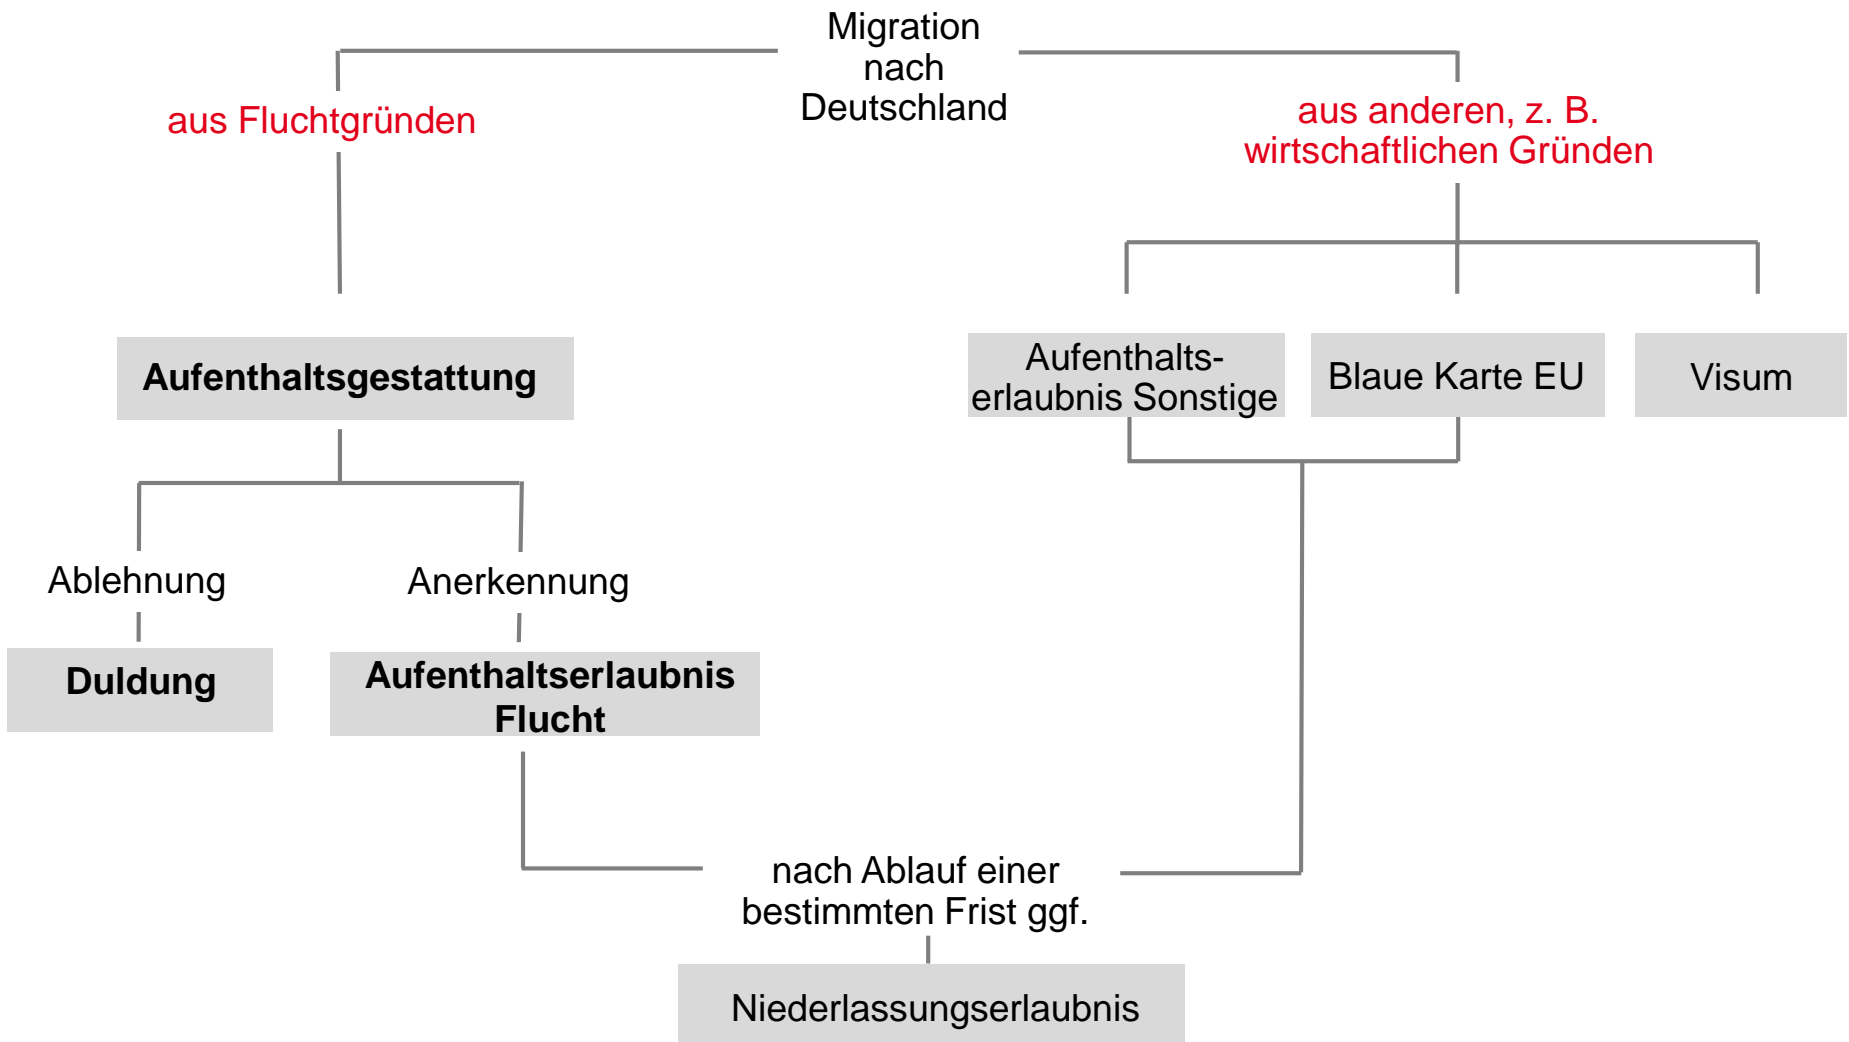 Migration
nach
Deutschland
aus Fluchtgründen
aus anderen, z. B.
wirtschaftlichen Gründen
Aufenthaltsgestattung
Aufenthalts-
erlaubnis Sonstige
Blaue Karte EU
Visum
Ablehnung
Anerkennung
Duldung
Aufenthaltserlaubnis
Flucht
nach Ablauf einer
bestimmten Frist ggf.
Niederlassungserlaubnis